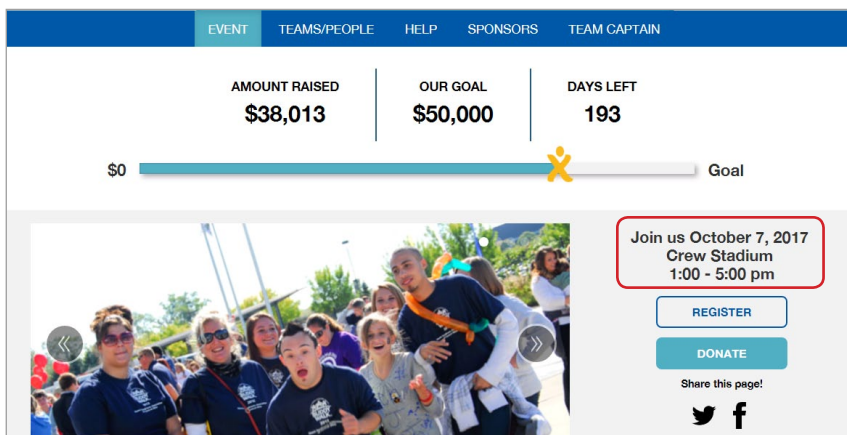 EVENT TEAMS/PEOPLE HELP SPONSORS TEAM CAPTAIN
AMOUNT RAISED OUR GOAL DAYS LEFT
$38,013 $50,000 193
$0 Goal
Join us October 7, 2017
Crew Stadium
1:00 - 5:00 pm
REGISTER
DONATE
Share this page!